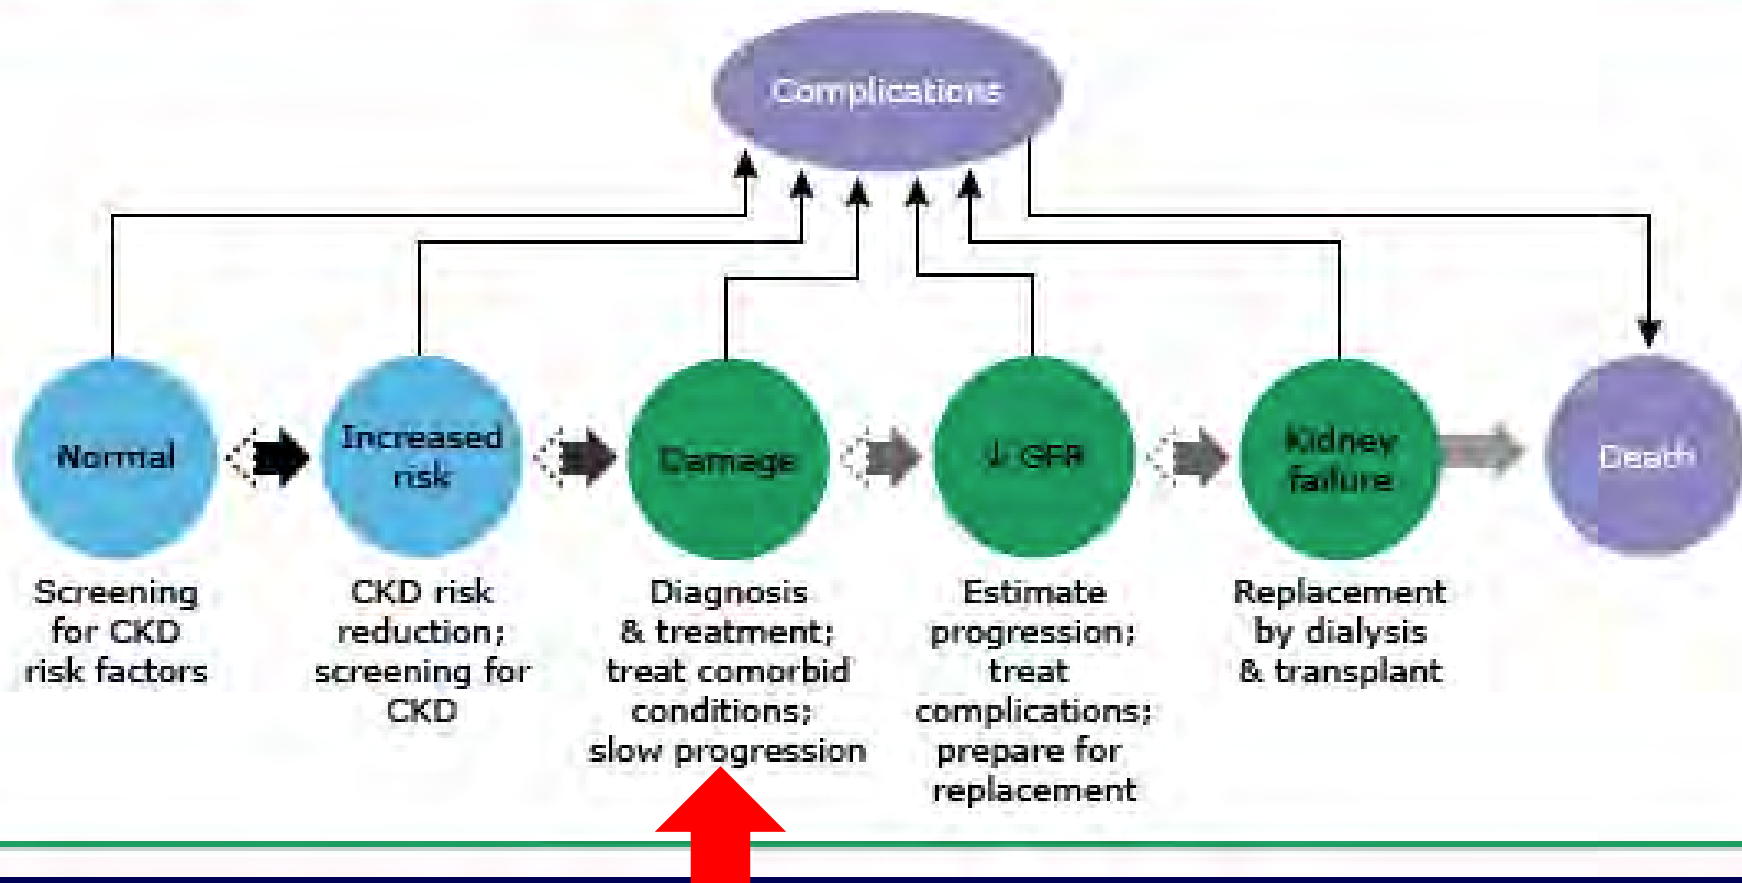 Complications
Normal
Increased
risk
Damage
↓ GFR
Kidney
failure
Death
Screening
for CKD
risk factors
CKD risk
reduction;
screening for
CKD
Diagnosis
& treatment;
treat comorbid
conditions;
slow progression
Estimate
progression;
treat
complications;
prepare for
replacement
Replacement
by dialysis
& transplant